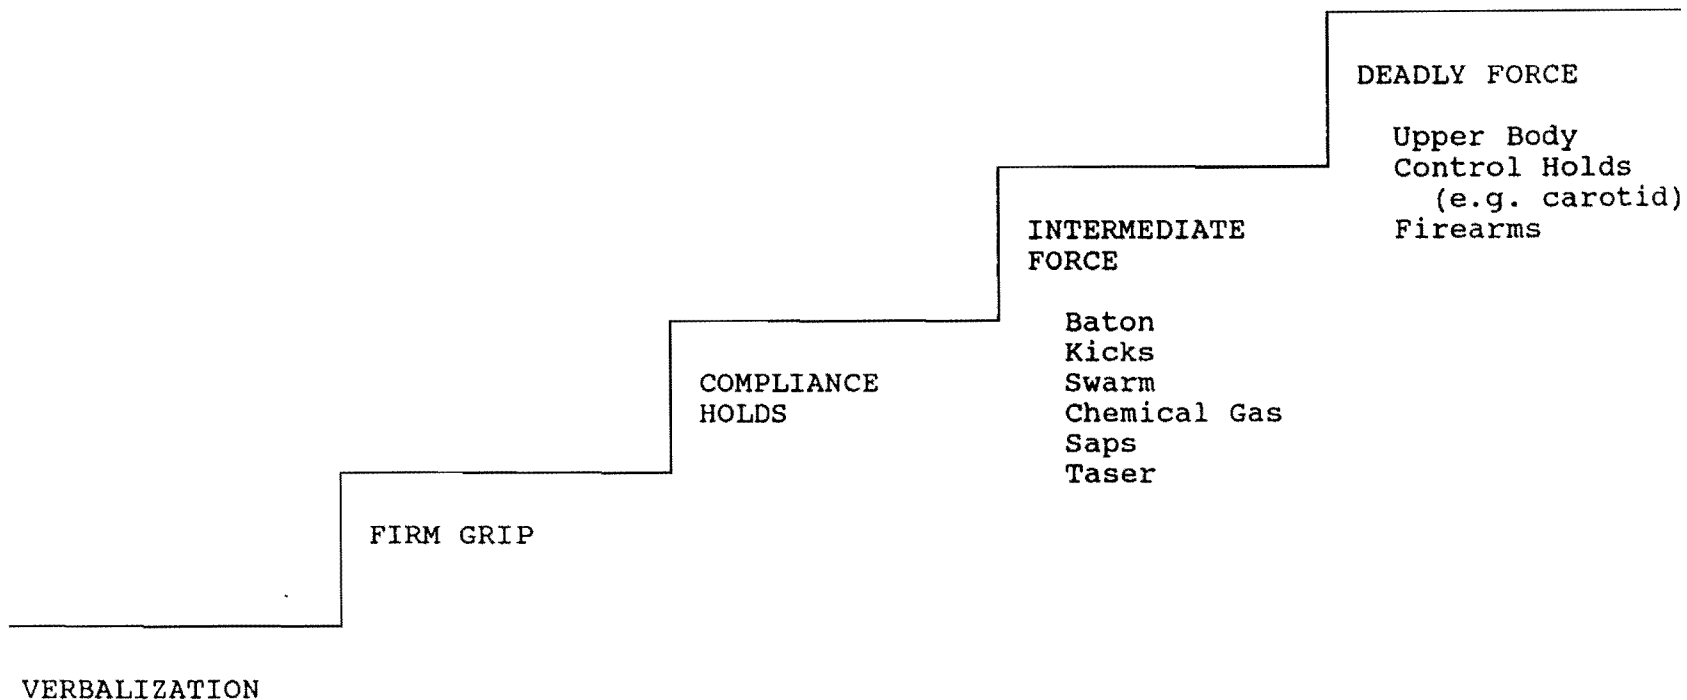 DEADLY FORCE
Upper Body
Control Holds
(e.g. carotid)
Firearms
INTERMEDIATE
FORCE
Baton
Kicks
Swarm
Chemical Gas
Saps
Taser
COMPLIANCE
HOLDS
FIRM GRIP
VERBALIZATION